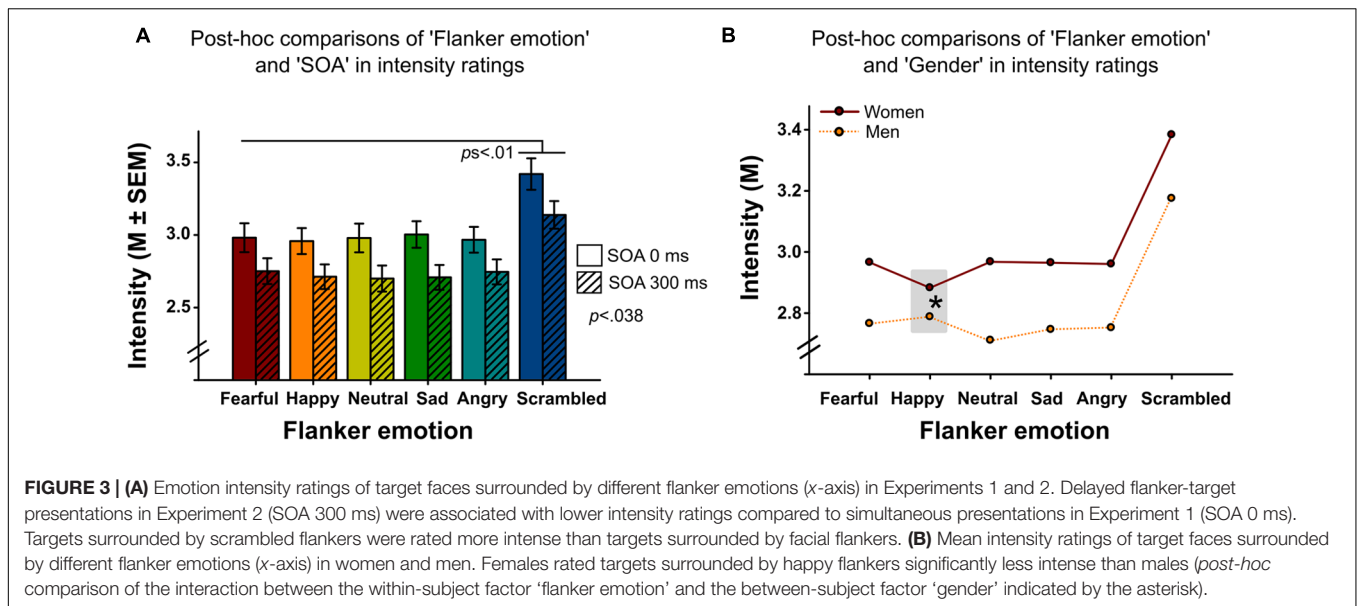 A
Post-hoc comparisons of 'Flanker emotion'
and 'SOA' in intensity ratings
Intensity (M ± SEM)
3.5
3.0
2.5
ps<.01
SOA 0 ms
SOA 300 ms
p<.038
Fearful Happy Neutral Sad Angry Scrambled
Flanker emotion
B
Post-hoc comparisons of 'Flanker emotion'
and 'Gender' in intensity ratings
Intensity (M)
3.4
3.2
3.0
2.8
Women
Men
*
Fearful Happy Neutral Sad Angry Scrambled
Flanker emotion
FIGURE 3 | (A) Emotion intensity ratings of target faces surrounded by different flanker emotions (x-axis) in Experiments 1 and 2. Delayed flanker-target
presentations in Experiment 2 (SOA 300 ms) were associated with lower intensity ratings compared to simultaneous presentations in Experiment 1 (SOA 0 ms).
Targets surrounded by scrambled flankers were rated more intense than targets surrounded by facial flankers. (B) Mean intensity ratings of target faces surrounded
by different flanker emotions (x-axis) in women and men. Females rated targets surrounded by happy flankers significantly less intense than males (post-hoc
comparison of the interaction between the within-subject factor 'flanker emotion' and the between-subject factor 'gender' indicated by the asterisk).